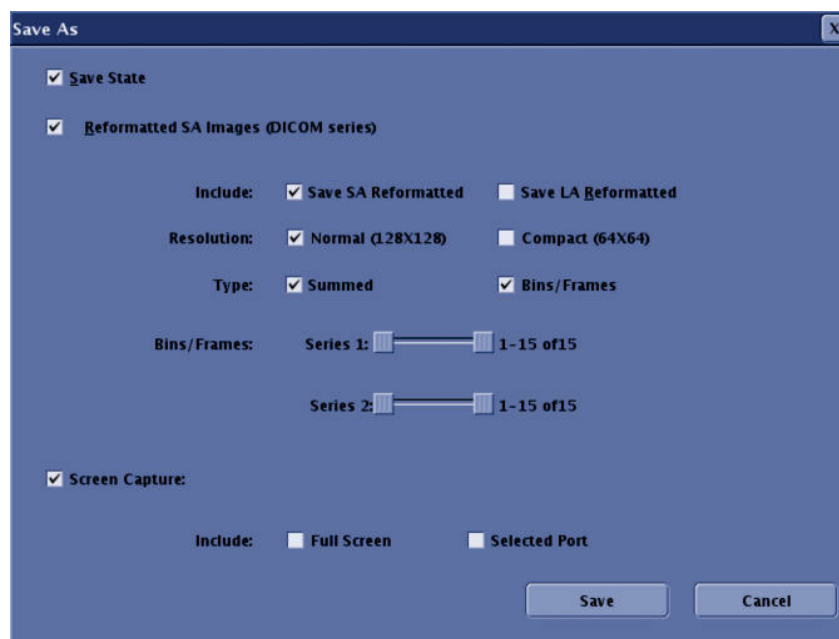 Save As X
Save State
Reformatted SA Images (DICOM series)
Include: Save SA Reformatted Save LA Reformatted
Resolution: Normal (128X128) Compact (64X64)
Type: Summed Bins/Frames
Bins/Frames: Series 1: 1-15 of15
Series 2: 1-15 of15
Screen Capture:
Include: Full Screen Selected Port
Save Cancel